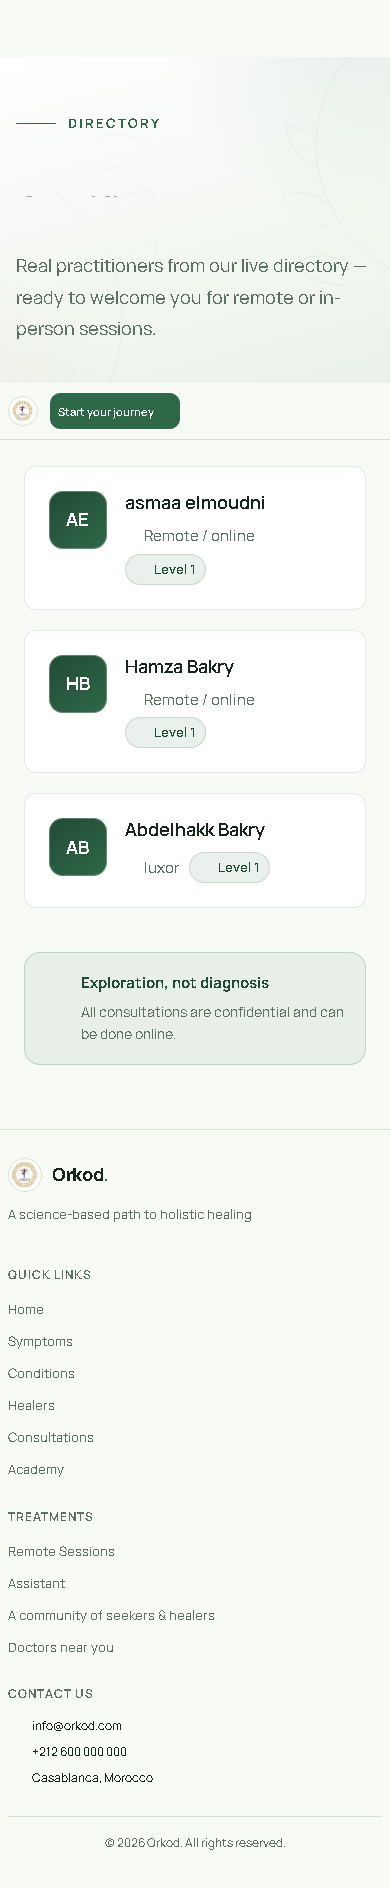 DIRECTORY
Real practitioners from our live directory —
ready to welcome you for remote or in-
person sessions.
Start your journey
AE
asmaa elmoudni
Remote / online
Level 1
HB
Hamza Bakry
Remote / online
Level 1
AB
Abdelhakk Bakry
luxor
Level 1
Exploration, not diagnosis
All consultations are confidential and can
be done online.
Orkod.
A science-based path to holistic healing
QUICK LINKS
Home
Symptoms
Conditions
Healers
Consultations
Academy
TREATMENTS
Remote Sessions
Assistant
A community of seekers & healers
Doctors near you
CONTACT US
info@orkod.com
+212 600 000 000
Casablanca, Morocco
© 2026 Orkod. All rights reserved.